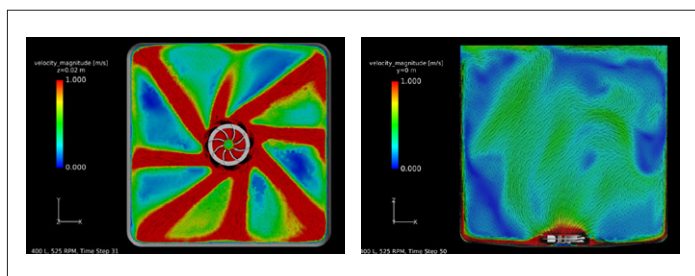 velocity_magnitude [m/s]
z=0.02 m
1.000
0.000
Y
Z
X
400 L, 525 RPM, Time Step 31
velocity_magnitude [m/s]
y=0 m
1.000
0.000
X
400 L, 525 RPM, Time Step 50